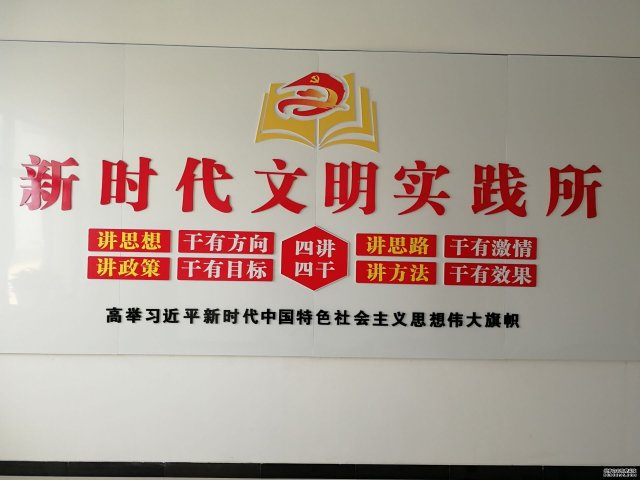 新时代文明实践所
讲思想 干有方向 四讲 讲思路 干有激情
讲政策 干有目标 四干 讲方法 干有效果
高举习近平新时代中国特色社会主义思想伟大旗帜